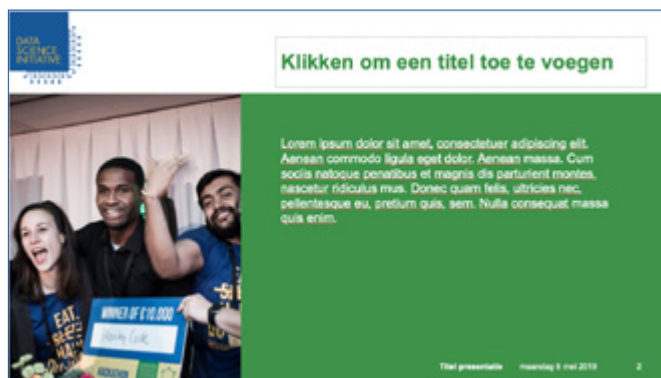 DATA
SCIENCE
INITIATIVE
Klikken om een titel toe te voegen
Lorem ipsum dolor sit amet, consectetuer adipiscing elit.
Aenean commodo ligula eget dolor. Aenean massa. Cum
sociis natoque penatibus et magnis dis parturient montes,
nascetur ridiculus mus. Donec quam felis, ultricies nec,
pellentesque eu, pretium quis, sem. Nulla consequat massa
quis enim.
WINNER OF €10,000
HACKATHON
EAT.
Titel presentatie maandag 6 mei 2019 2